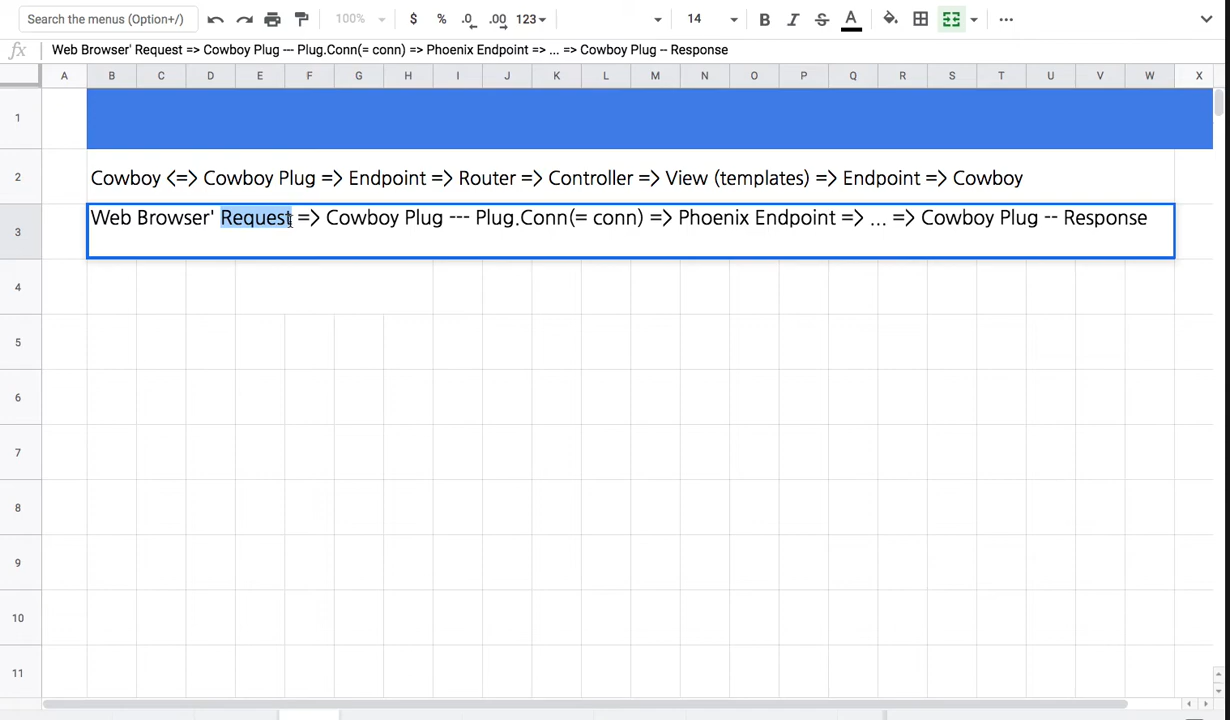 Search the menus (Option+/) 100% $ % .0 .00 123 14 B I S A
fx Web Browser' Request => Cowboy Plug --- Plug.Conn(= conn) => Phoenix Endpoint => ... => Cowboy Plug -- Response
A B C D E F G H I J K L M N O P Q R S T U V W X
1
2 Cowboy <=> Cowboy Plug => Endpoint => Router => Controller => View (templates) => Endpoint => Cowboy
3 Web Browser' Request => Cowboy Plug --- Plug.Conn(= conn) => Phoenix Endpoint => ... => Cowboy Plug -- Response
4
5
6
7
8
9
10
11